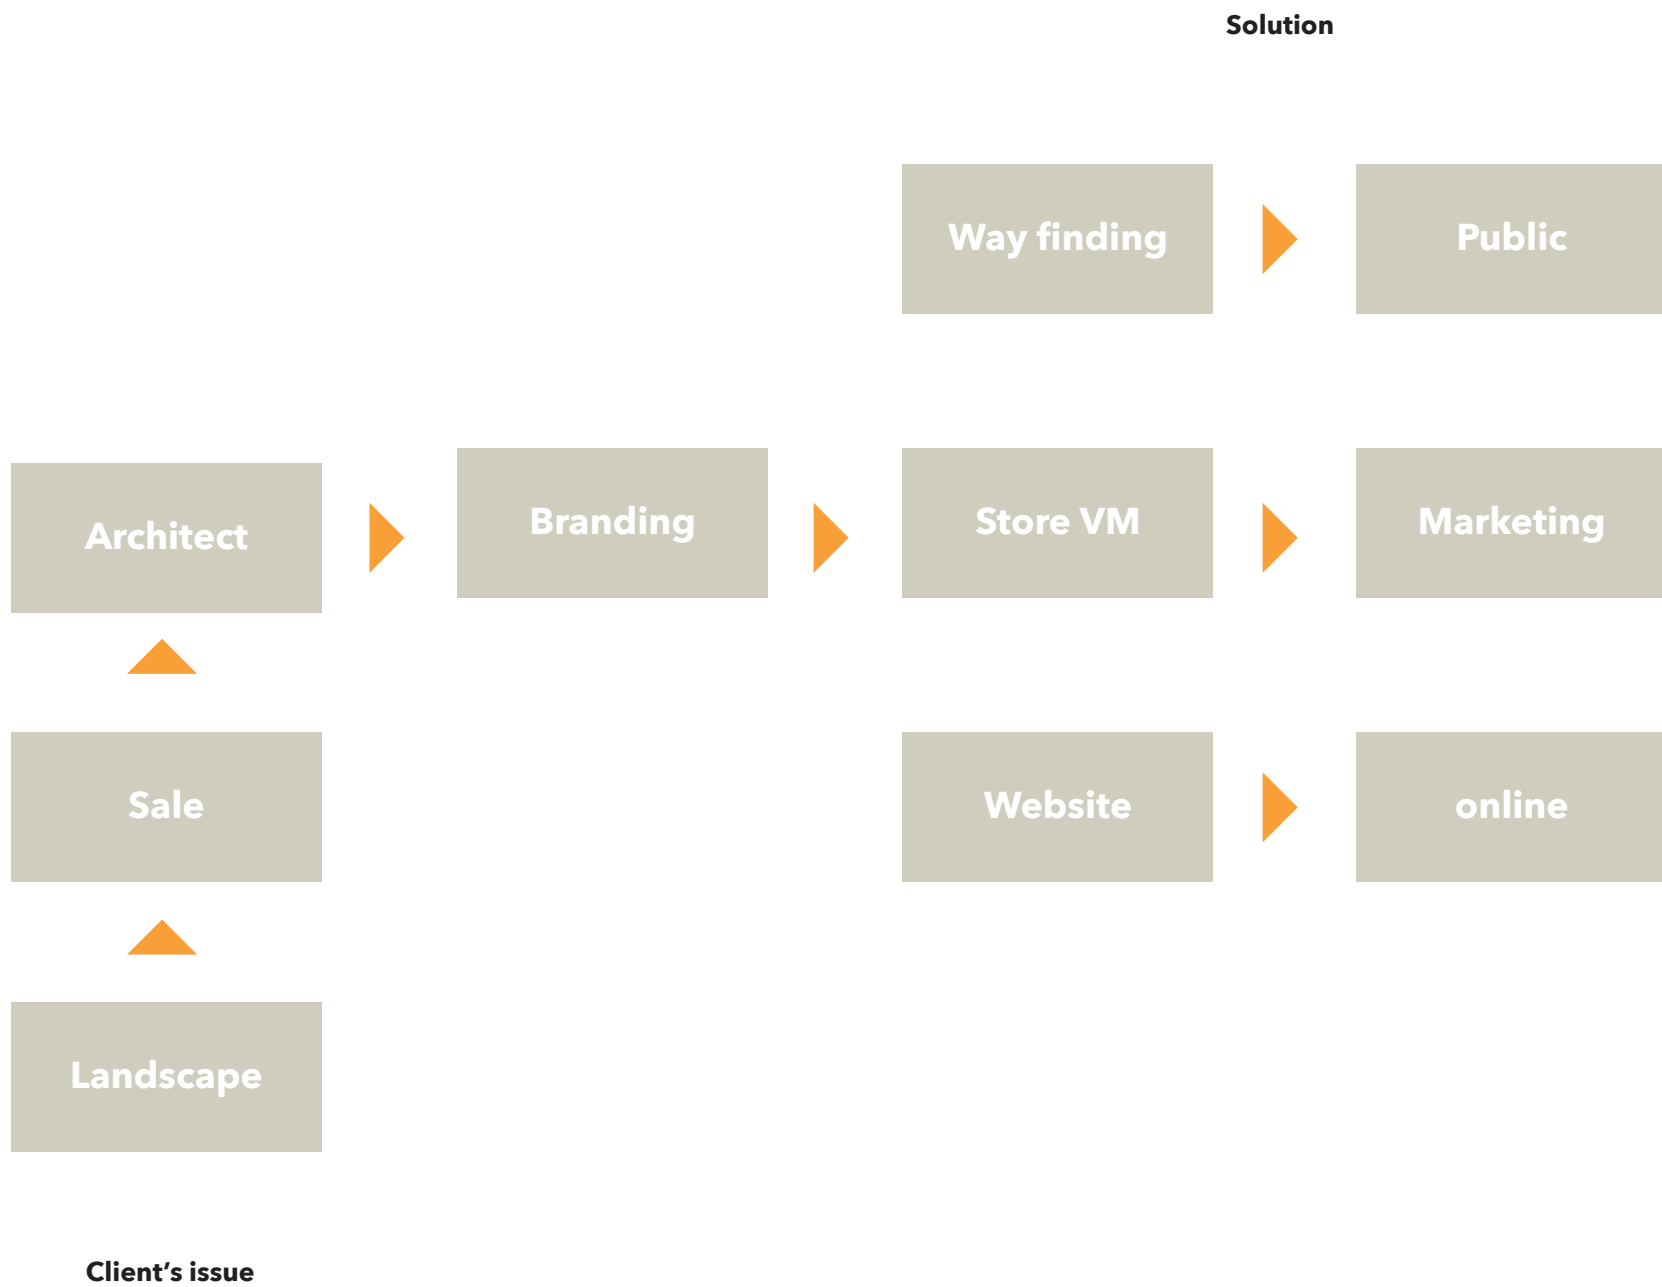 Solution
Way finding
Public
Architect
Branding
Store VM
Marketing
Sale
Website
online
Landscape
Client’s issue